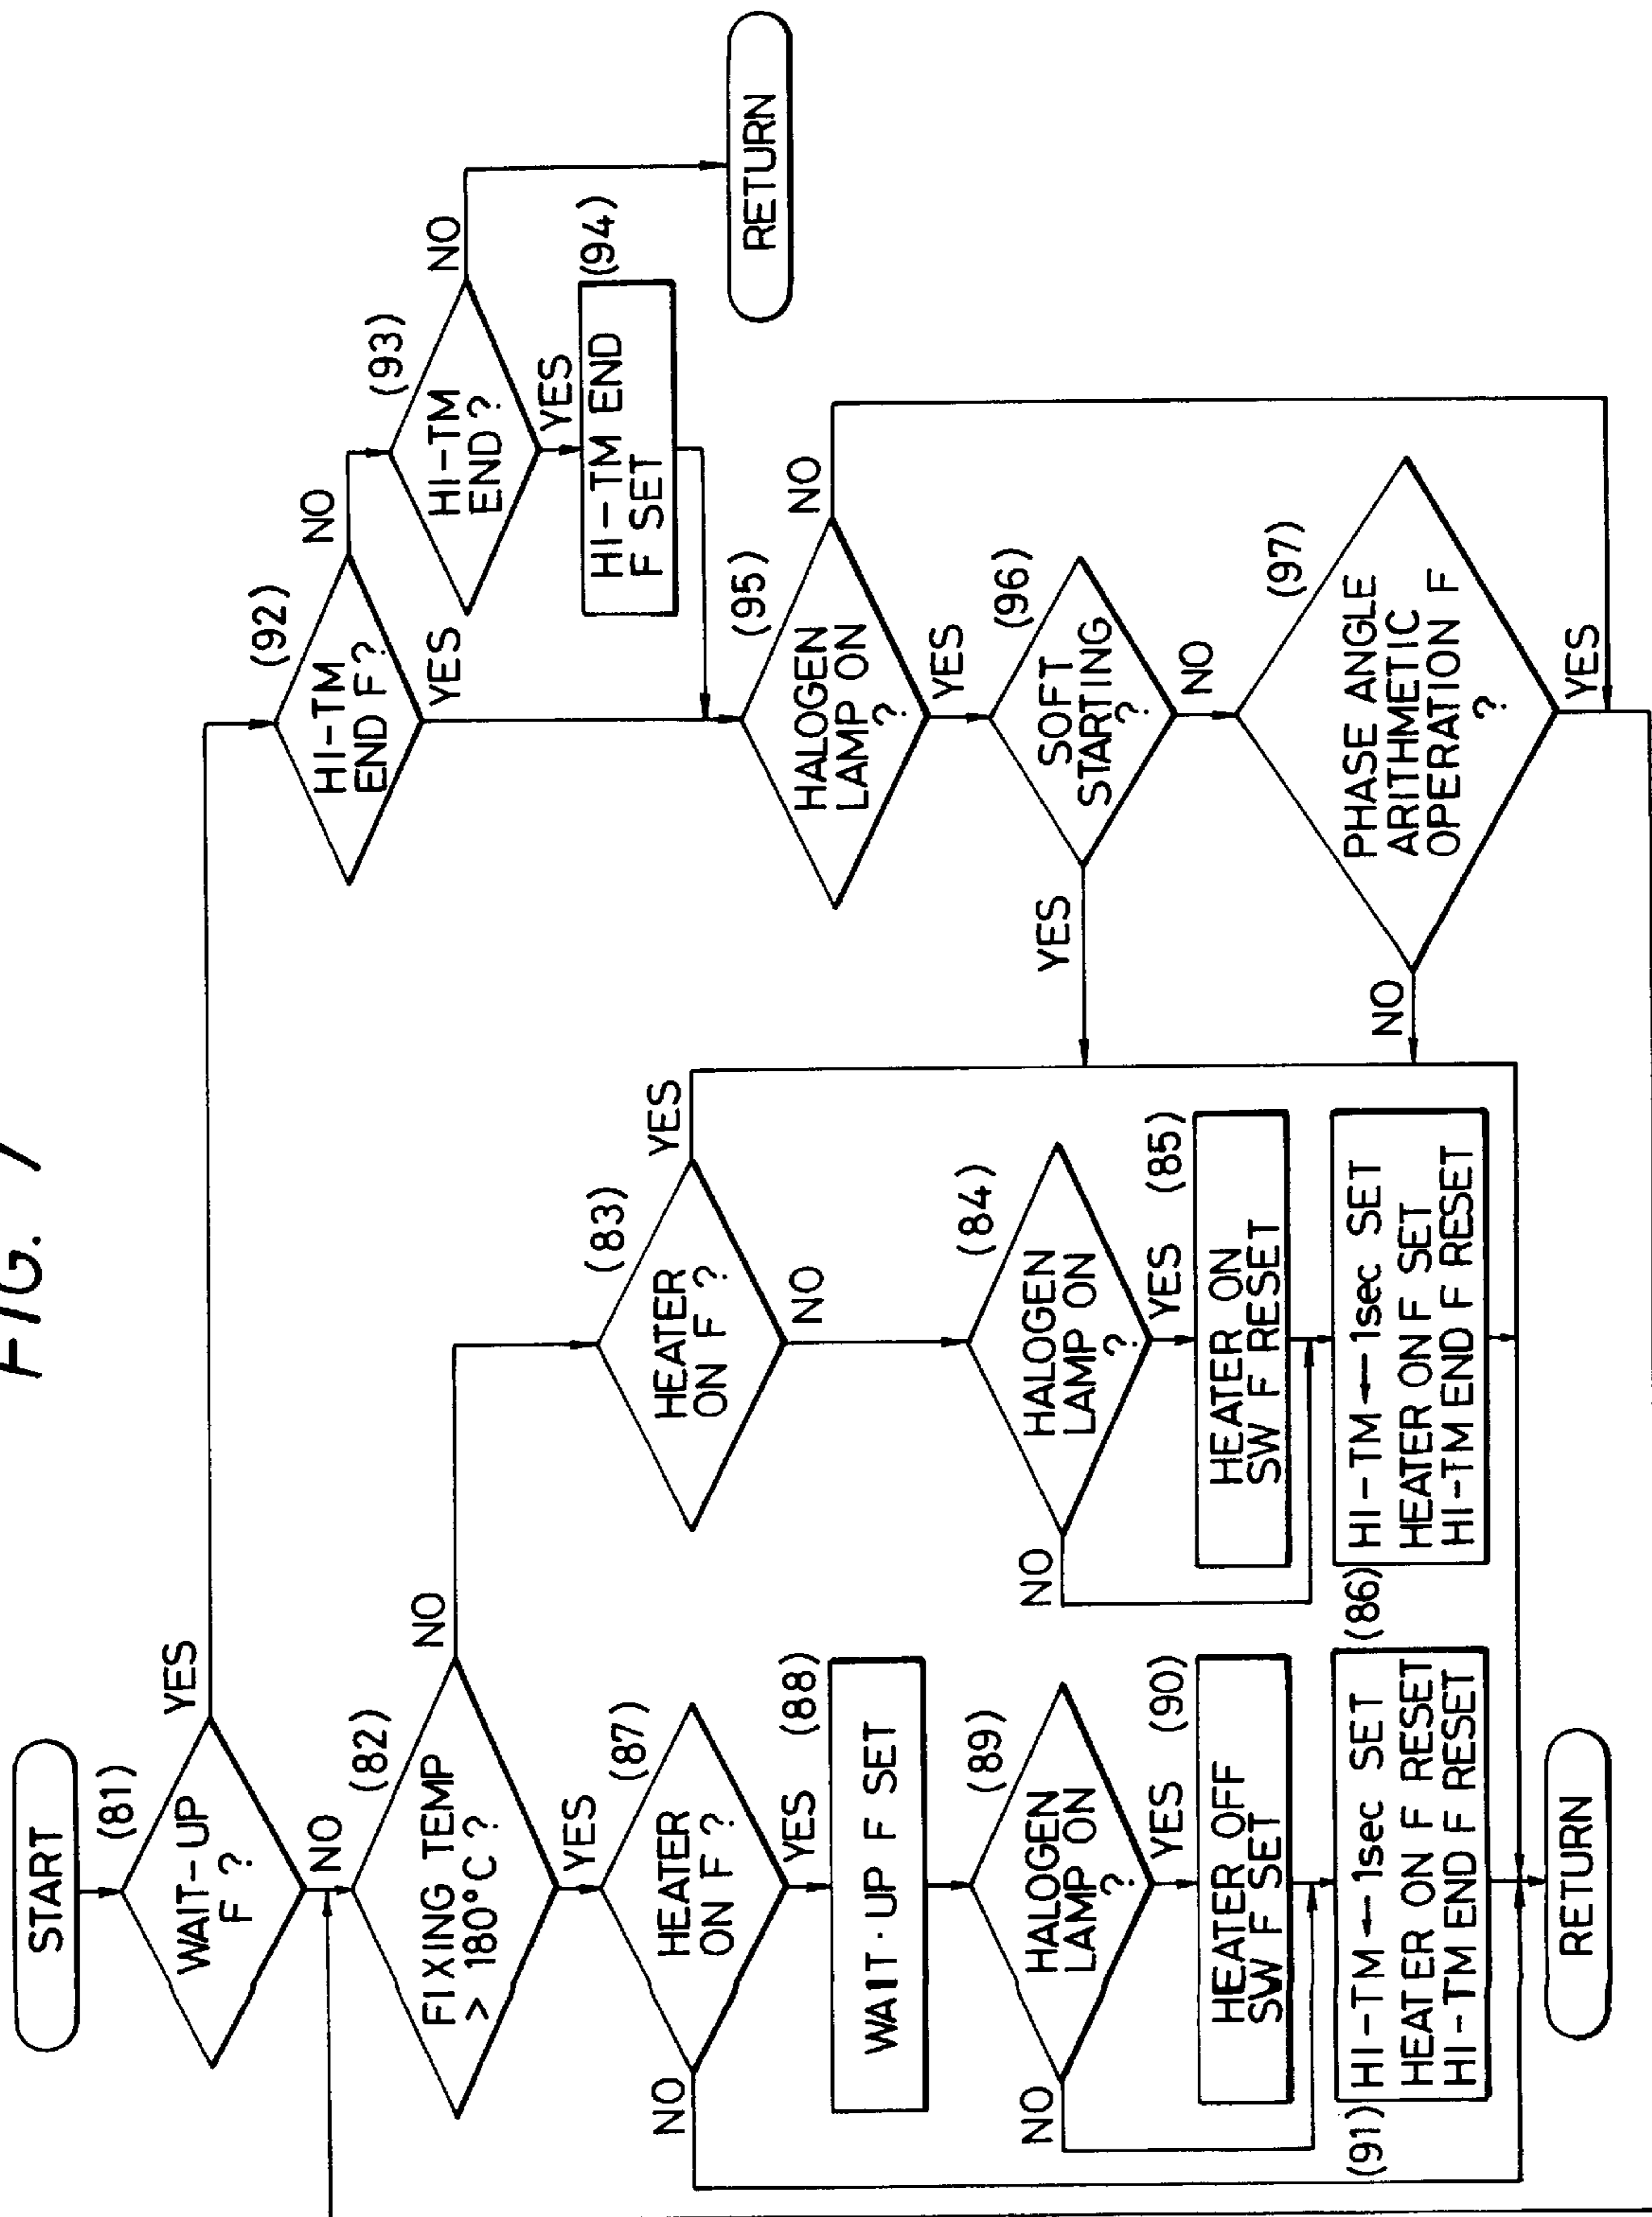 FIG. 7
START
(81)
WAIT-UP
F ?
YES
NO
(82)
FIXING TEMP
> 180°C ?
NO
YES
(87)
HEATER
ON F ?
NO
YES
(88)
WAIT·UP F SET
(89)
HALOGEN
LAMP ON
?
NO
YES
(90)
HEATER OFF
SW F SET
(91)
HI-TM←1sec SET
HEATER ON F RESET
HI-TM END F RESET
RETURN
(83)
HEATER
ON F ?
YES
NO
(84)
HALOGEN
LAMP ON
?
NO
YES
(85)
HEATER ON
SW F RESET
(86)
HI-TM←1sec SET
HEATER ON F SET
HI-TM END F RESET
(92)
HI-TM
END F ?
NO
YES
(93)
HI-TM
END ?
NO
YES
(94)
HI-TM END
F SET
RETURN
(95)
HALOGEN
LAMP ON
?
NO
YES
(96)
SOFT
STARTING
?
YES
NO
(97)
PHASE ANGLE
ARITHMETIC
OPERATION F
?
NO
YES